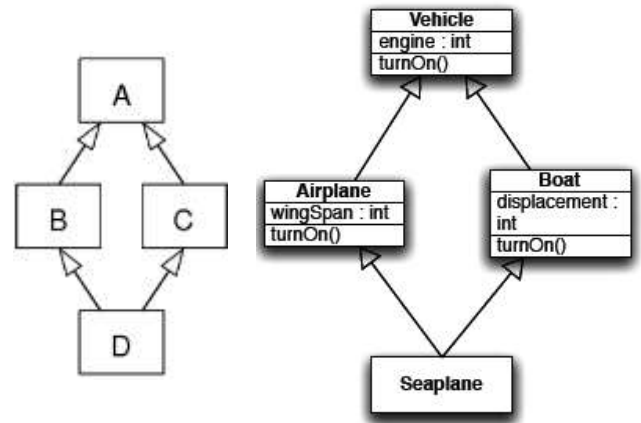 A
B
C
D
Vehicle
engine : int
turnOn()
Airplane
wingSpan : int
turnOn()
Boat
displacement :
int
turnOn()
Seaplane